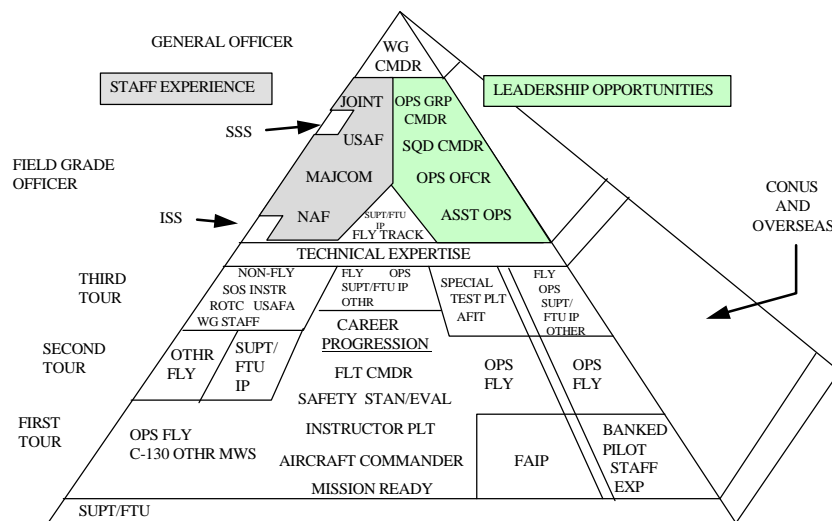 GENERAL OFFICER
WG
CMDR
STAFF EXPERIENCE
LEADERSHIP OPPORTUNITIES
JOINT
OPS GRP
CMDR
SSS
USAF
SQD CMDR
FIELD GRADE
OFFICER
MAJCOM
OPS OFCR
ISS
NAF
SUPT/FTU
IP
FLY TRACK
ASST OPS
CONUS
AND
OVERSEAS
TECHNICAL EXPERTISE
THIRD
TOUR
NON-FLY
SOS INSTR
ROTC USAFA
WG STAFF
FLY OPS
SUPT/FTU IP
OTHR
SPECIAL
TEST PLT
AFIT
FLY
OPS
SUPT/
FTU IP
OTHER
SECOND
TOUR
OTHR
FLY
SUPT/
FTU
IP
CAREER
PROGRESSION
FLT CMDR
SAFETY STAN/EVAL
INSTRUCTOR PLT
AIRCRAFT COMMANDER
MISSION READY
OPS
FLY
OPS
FLY
FIRST
TOUR
OPS FLY
C-130 OTHR MWS
FAIP
BANKED
PILOT
STAFF
EXP
SUPT/FTU